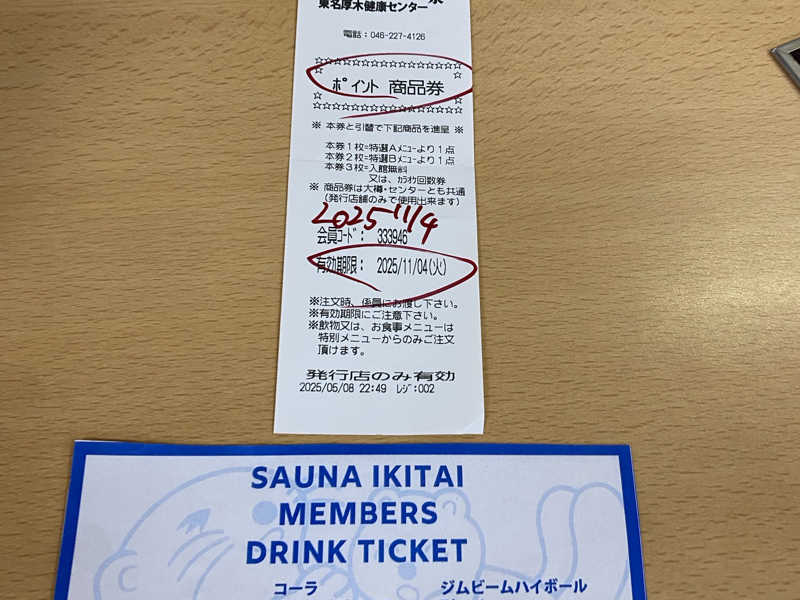 東名厚木健康センター
電話：046-227-4126
☆☆☆☆☆☆☆☆☆☆☆☆☆☆☆☆☆
☆ ﾎﾟｲﾝﾄ 商品券 ☆
☆☆☆☆☆☆☆☆☆☆☆☆☆☆☆☆☆
※ 本券と引替で下記商品を進呈 ※
本券１枚=特選Aﾒﾆｭｰより１点
本券２枚=特選Bﾒﾆｭｰより１点
本券３枚=入館無料
又は、ｶﾗｵｹ回数券
※ 商品券は大樽･センターとも共通
(発行店舗のみで使用出来ます)
2025 11/4
会員ｺｰﾄﾞ： 333946
有効期限： 2025/11/04(火)
※注文時、係員にお渡し下さい。
※有効期限にご注意下さい。
※飲物又は、お食事メニューは
特別メニューからのみご注文
頂けます。
発行店のみ有効
2025/05/08 22:49 ﾚｼﾞ:002
SAUNA IKITAI
MEMBERS
DRINK TICKET
コーラ ジムビームハイボール